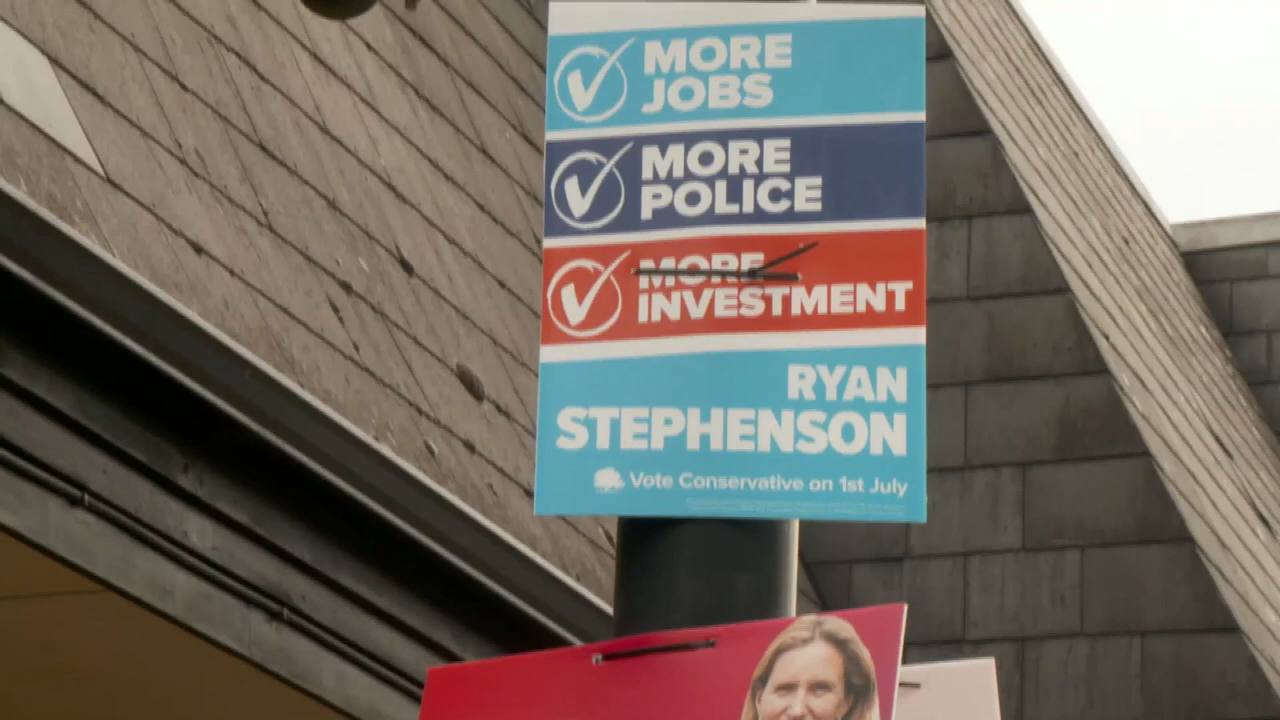 MORE
JOBS
MORE
POLICE
MORE
INVESTMENT
RYAN
STEPHENSON
Vote Conservative on 1st July